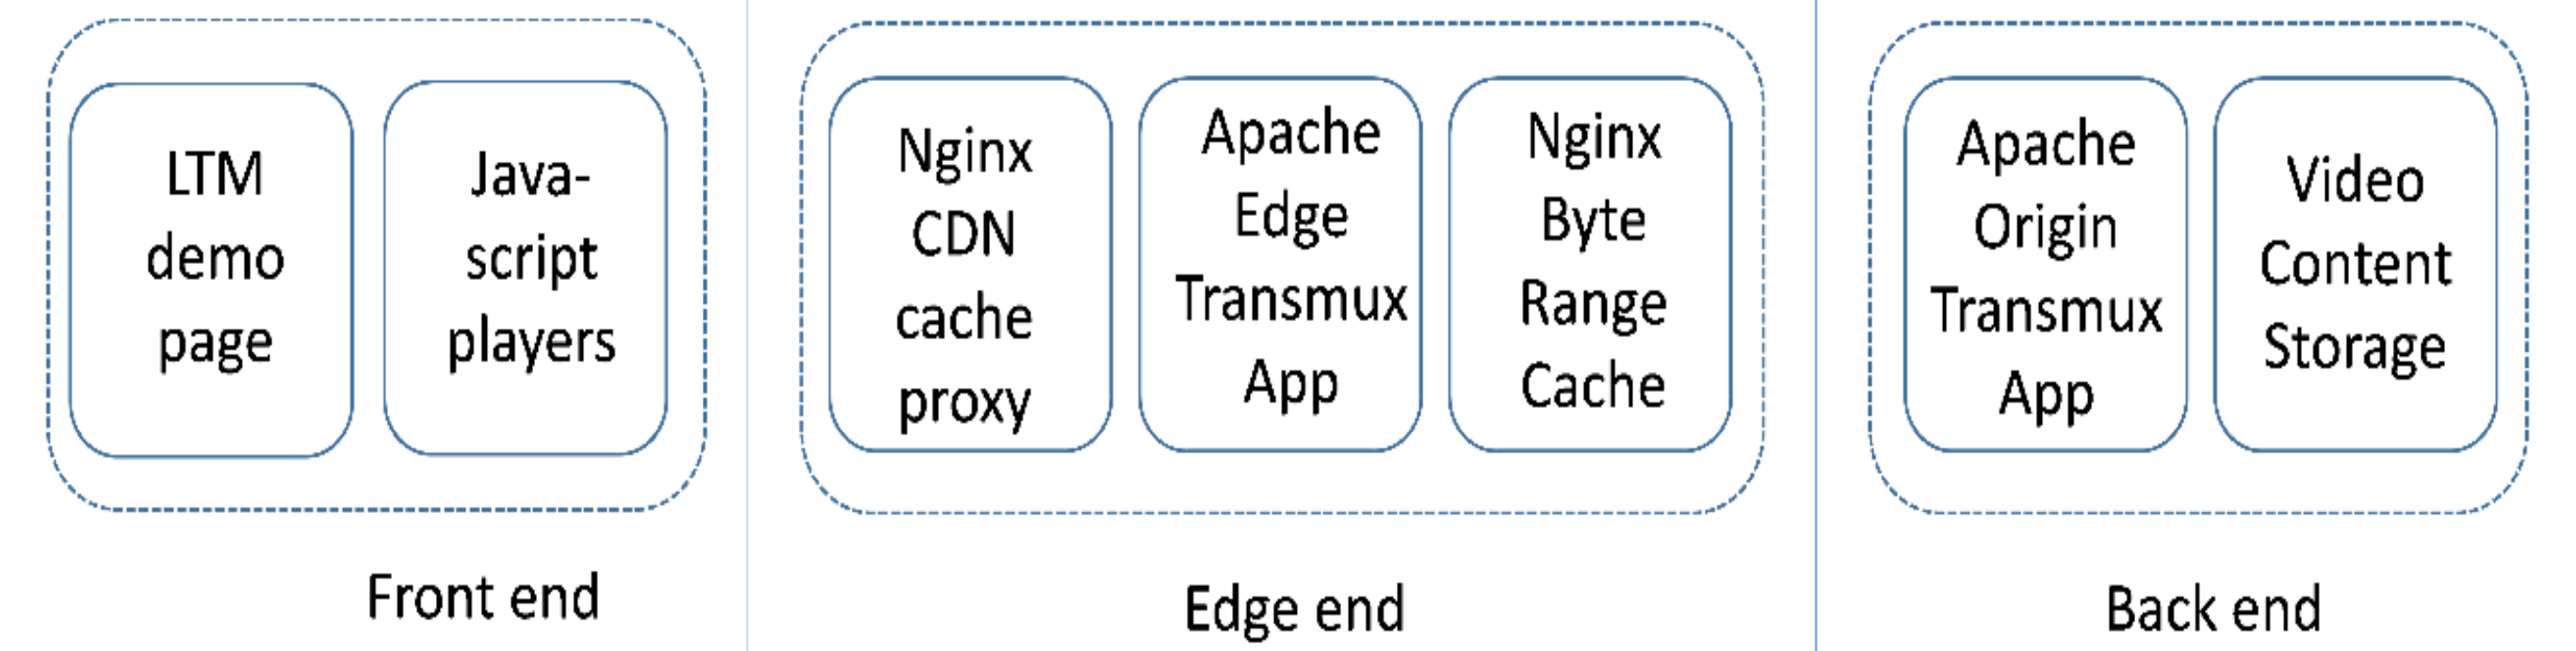 LTM
demo
page
Java-
script
players
Front end
Nginx
CDN
cache
proxy
Apache
Edge
Transmux
App
Nginx
Byte
Range
Cache
Edge end
Apache
Origin
Transmux
App
Video
Content
Storage
Back end